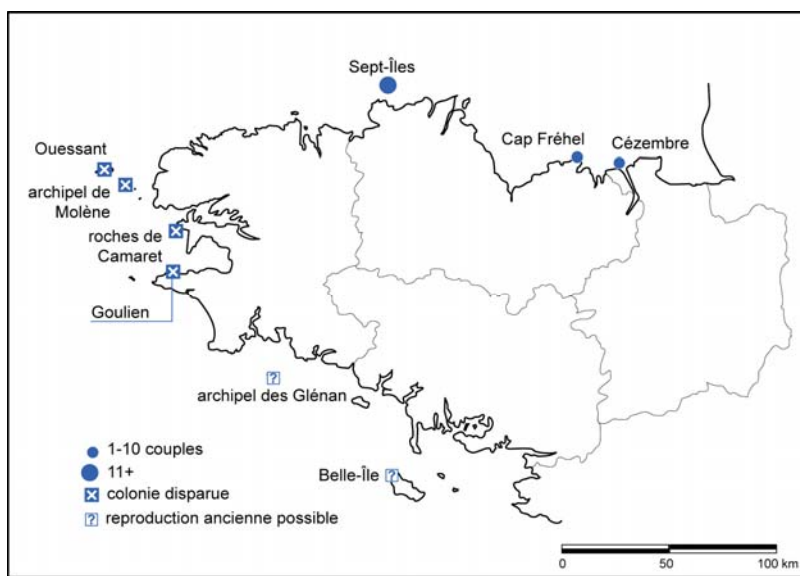 Sept-Îles
Cap Fréhel
Cézembre
Ouessant
archipel de
Molène
roches de
Camaret
Goulien
archipel des Glénan
Belle-Île
?
?
1-10 couples
11+
colonie disparue
? reproduction ancienne possible
0 50 100 km